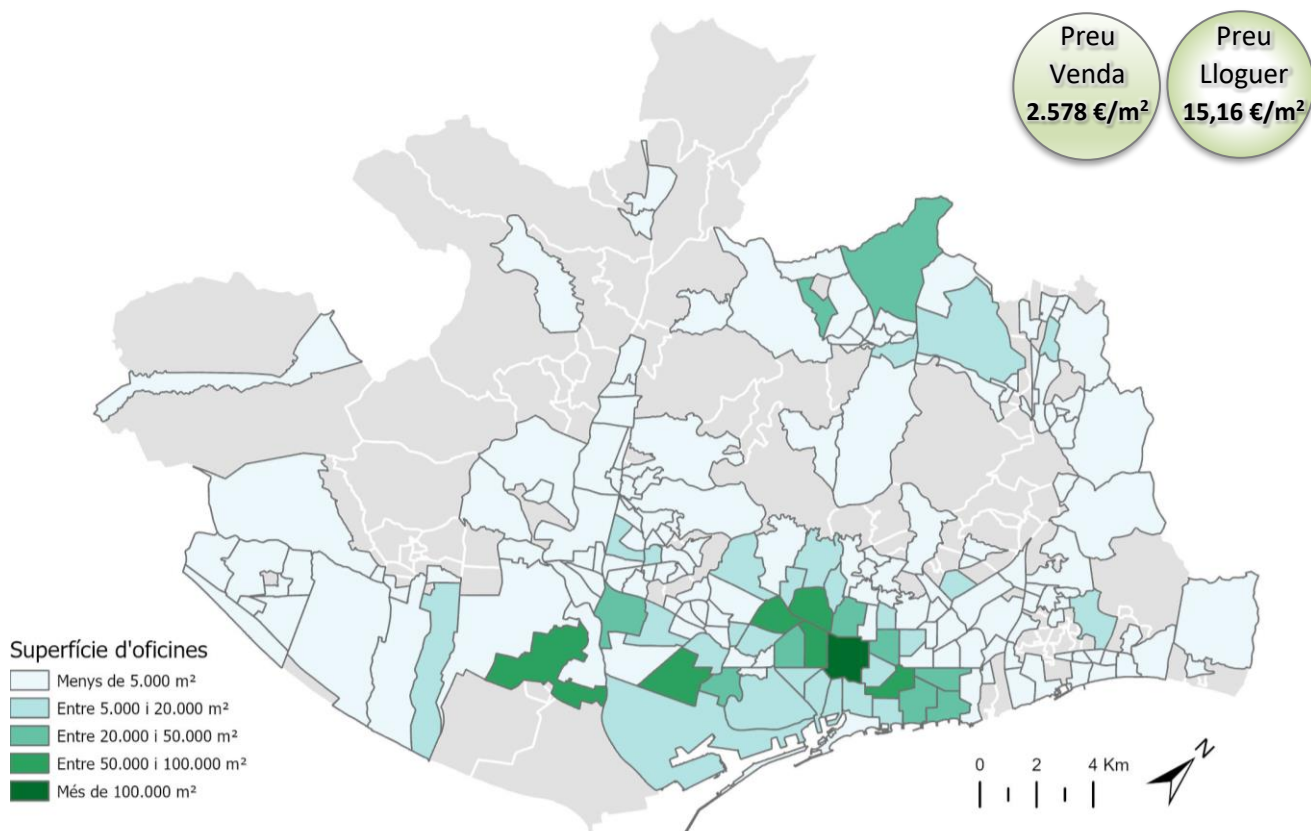 Preu
Venda
2.578 €/m²
Preu
Lloguer
15,16 €/m²
Superfície d'oficines
Menys de 5.000 m²
Entre 5.000 i 20.000 m²
Entre 20.000 i 50.000 m²
Entre 50.000 i 100.000 m²
Més de 100.000 m²
0 2 4 Km
N